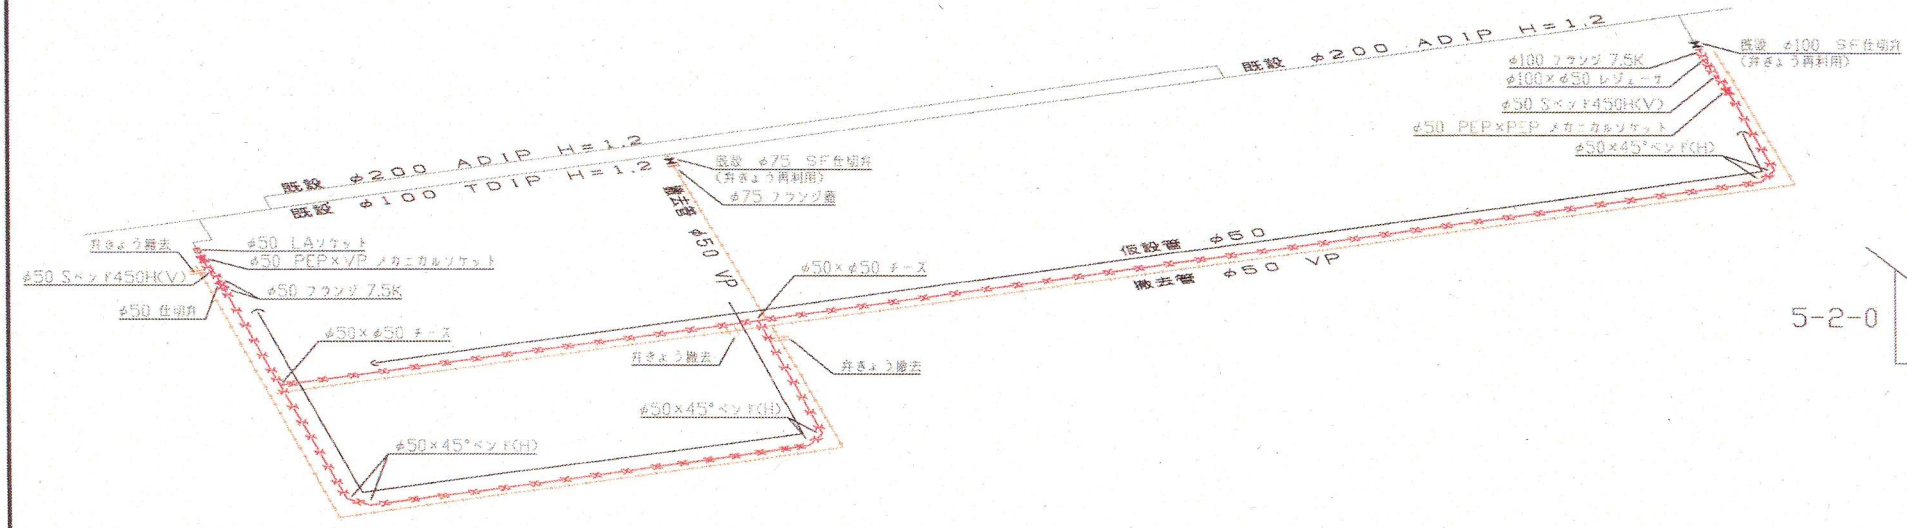 既設 φ200 ADIP H=1.2
既設 φ100 SF仕切弁
(弁きょう再利用)
φ100 フランジ 7.5K
φ100×φ50 レジューサ
φ50 Sベンド450H(V)
φ50 PEP×PEP メカニカルソケット
φ50×45°ベンド(H)
既設 φ200 ADIP H=1.2
既設 φ100 TDIP H=1.2
既設 φ75 SF仕切弁
(弁きょう再利用)
φ75 フランジ蓋
撤去管 φ50 VP
弁きょう撤去
φ50 LAソケット
φ50 PEP×VP メカニカルソケット
φ50 Sベンド450H(V)
φ50 フランジ 7.5K
φ50 仕切弁
仮設管 φ50
撤去管 φ50 VP
φ50×φ50 チーズ
φ50×φ50 チーズ
弁きょう撤去
弁きょう撤去
φ50×45°ベンド(H)
φ50×45°ベンド(H)
5-2-0